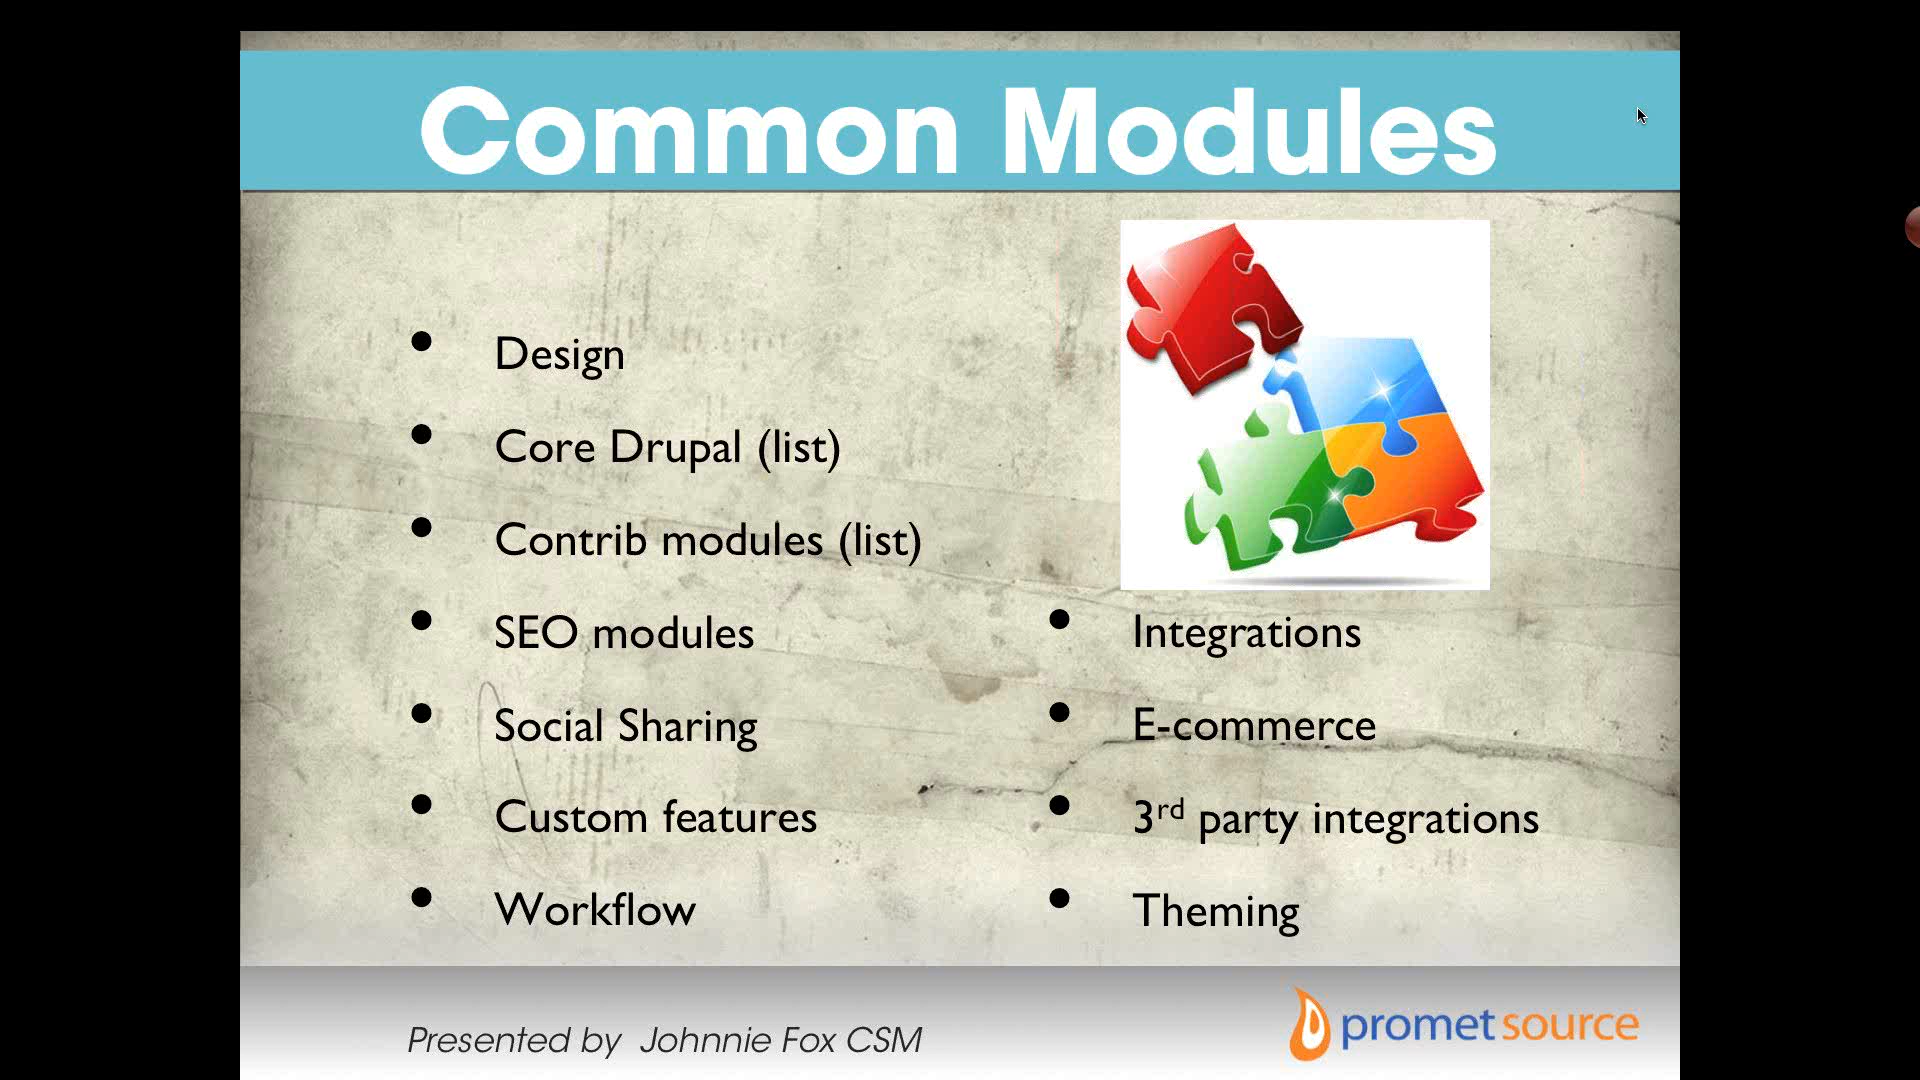 Common Modules
• Design
• Core Drupal (list)
• Contrib modules (list)
• SEO modules
• Social Sharing
• Custom features
• Workflow
• Integrations
• E-commerce
• 3rd party integrations
• Theming
Presented by Johnnie Fox CSM
promet source